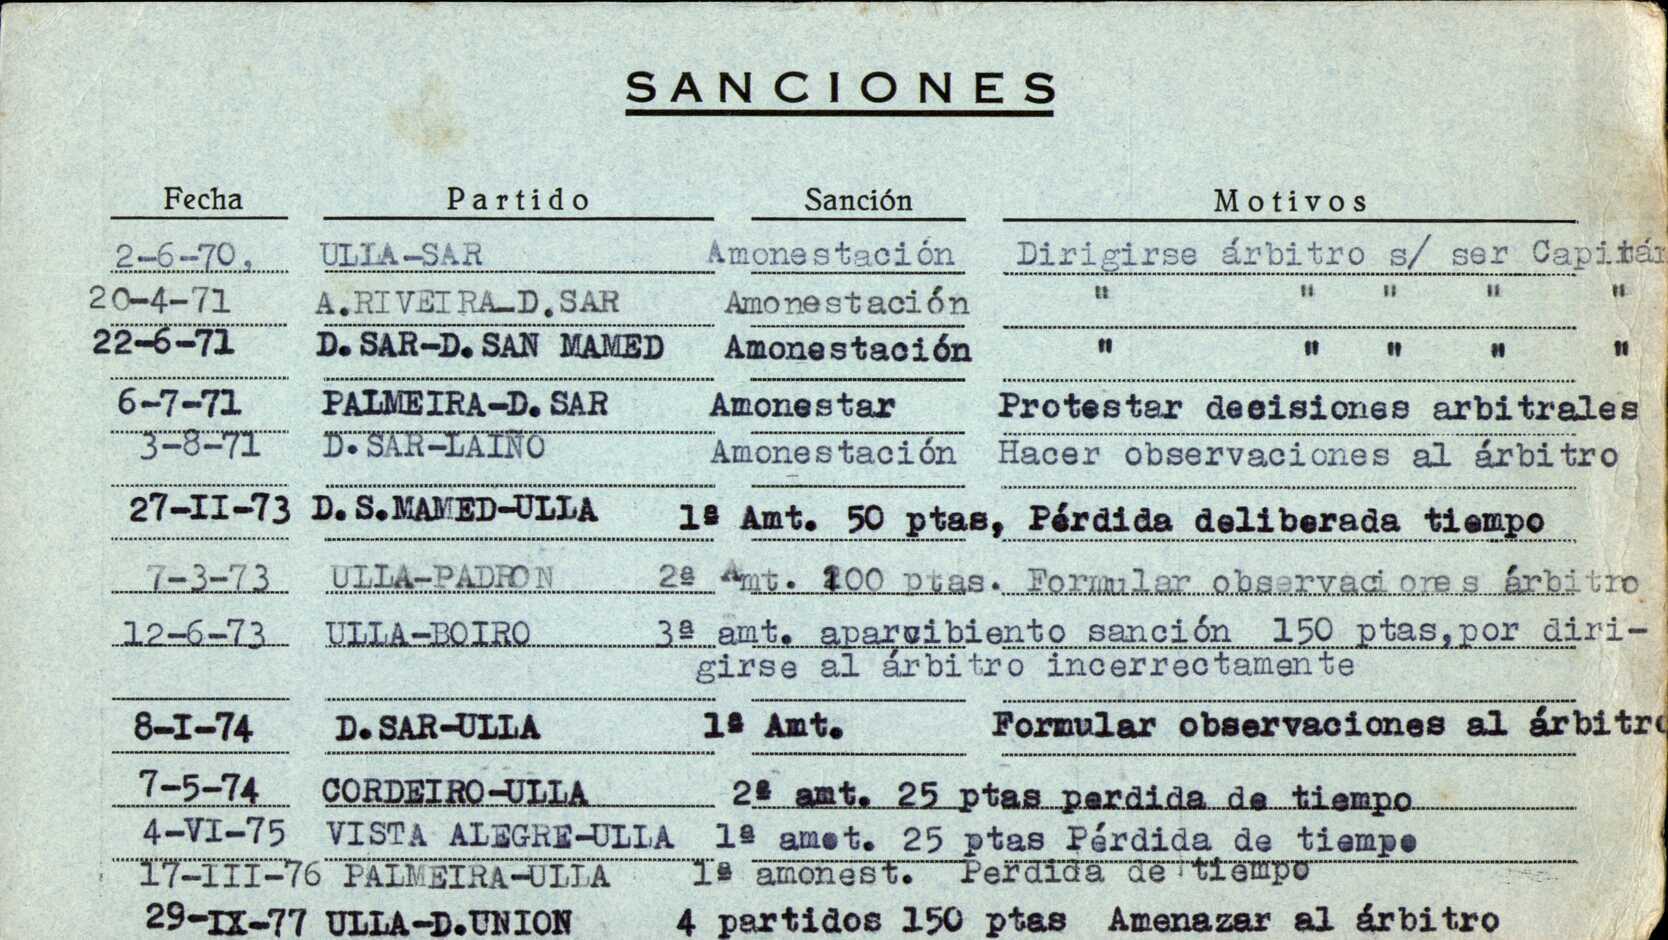 SANCIONES
Fecha Partido Sanción Motivos
2-6-70, ULLA-SAR Amonestación Dirigirse árbitro s/ ser Capitán
20-4-71 A.RIVEIRA-D.SAR Amonestación " " " " "
22-6-71 D.SAR-D.SAN MAMED Amonestación " " " " "
6-7-71 PALMEIRA-D.SAR Amonestar Protestar decisiones arbitrales
3-8-71 D.SAR-LAIÑO Amonestación Hacer observaciones al árbitro
27-II-73 D.S.MAMED-ULLA 1ª Amt. 50 ptas, Pérdida deliberada tiempo
7-3-73 ULLA-PADRON 2ª Amt. 100 ptas. Formular observaciones árbitro
12-6-73 ULLA-BOIRO 3ª amt. aparcibiento sanción 150 ptas,por diri-
girse al árbitro incerrectamente
8-I-74 D.SAR-ULLA 1ª Amt. Formular observaciones al árbitro
7-5-74 CORDEIRO-ULLA 2ª amt. 25 ptas perdida de tiempo
4-VI-75 VISTA ALEGRE-ULLA 1ª amot. 25 ptas Pérdida de tiempo
17-III-76 PALMEIRA-ULLA 1ª amonest. Perdida de tiempo
29-IX-77 ULLA-D.UNION 4 partidos 150 ptas Amenazar al árbitro